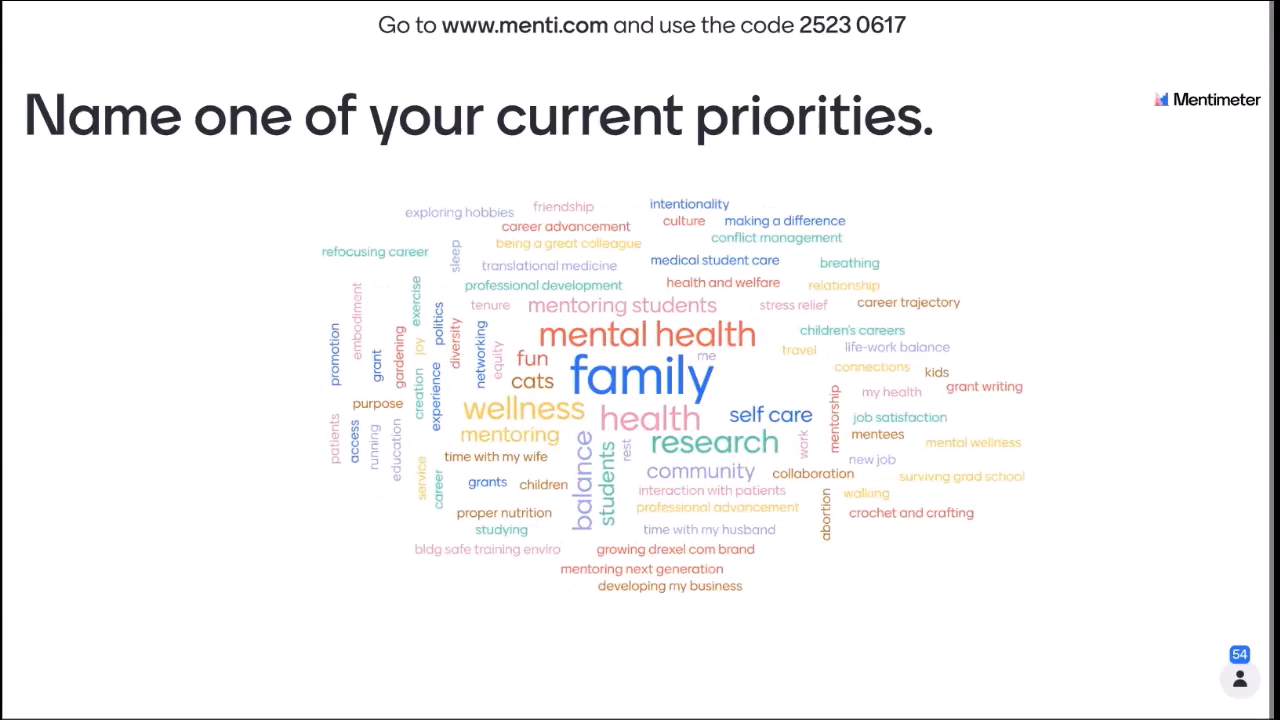 Go to www.menti.com and use the code 2523 0617
Name one of your current priorities.
Mentimeter
intentionality
friendship
exploring hobbies
culture
making a difference
career advancement
conflict management
being a great colleague
refocusing career
sleep
medical student care
breathing
translational medicine
health and welfare
professional development
relationship
exercise
embodiment
tenure
mentoring students
stress relief
career trajectory
politics
promotion
grant
gardening
joy
diversity
networking
equity
mental health
children's careers
life-work balance
travel
fun
me
family
connections
kids
cats
creation
experience
my health
grant writing
purpose
wellness
health
self care
mentorship
job satisfaction
patients
access
running
education
mentoring
balance
students
rest
research
work
mentees
mental wellness
time with my wife
new job
service
career
grants
children
community
collaboration
survivng grad school
interaction with patients
walking
proper nutrition
professional advancement
abortion
crochet and crafting
studying
time with my husband
bldg safe training enviro
growing drexel com brand
mentoring next generation
developing my business
54